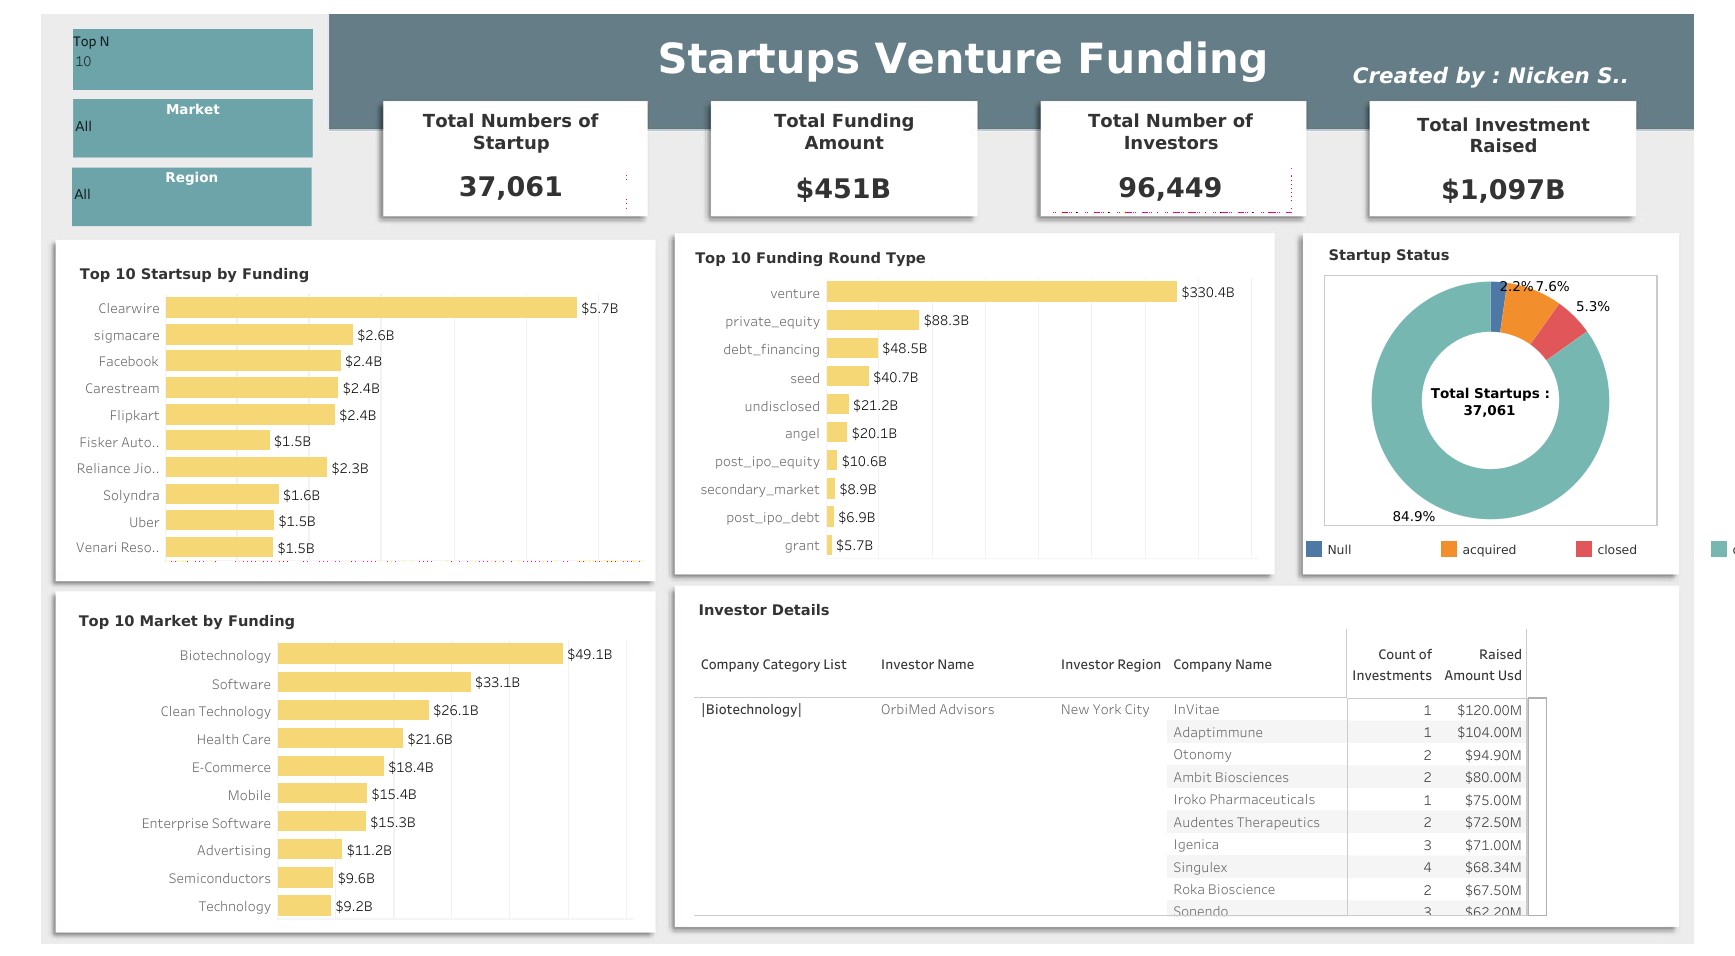 Top N
10
Market
All
Region
All
Startups Venture Funding
Created by : Nicken S..
Total Numbers of
Startup
37,061
Total Funding
Amount
$451B
Total Number of
Investors
96,449
Total Investment
Raised
$1,097B
Top 10 Startsup by Funding
Clearwire $5.7B
sigmacare $2.6B
Facebook $2.4B
Carestream $2.4B
Flipkart $2.4B
Fisker Auto.. $1.5B
Reliance Jio.. $2.3B
Solyndra $1.6B
Uber $1.5B
Venari Reso.. $1.5B
Top 10 Funding Round Type
venture $330.4B
private_equity $88.3B
debt_financing $48.5B
seed $40.7B
undisclosed $21.2B
angel $20.1B
post_ipo_equity $10.6B
secondary_market $8.9B
post_ipo_debt $6.9B
grant $5.7B
Startup Status
2.2% 7.6%
5.3%
Total Startups :
37,061
84.9%
Null acquired closed
Top 10 Market by Funding
Biotechnology $49.1B
Software $33.1B
Clean Technology $26.1B
Health Care $21.6B
E-Commerce $18.4B
Mobile $15.4B
Enterprise Software $15.3B
Advertising $11.2B
Semiconductors $9.6B
Technology $9.2B
Investor Details
Company Category List Investor Name Investor Region Company Name Count of Investments Raised Amount Usd
|Biotechnology| OrbiMed Advisors New York City InVitae 1 $120.00M
Adaptimmune 1 $104.00M
Otonomy 2 $94.90M
Ambit Biosciences 2 $80.00M
Iroko Pharmaceuticals 1 $75.00M
Audentes Therapeutics 2 $72.50M
Igenica 3 $71.00M
Singulex 4 $68.34M
Roka Bioscience 2 $67.50M
Sonendo 3 $62.20M